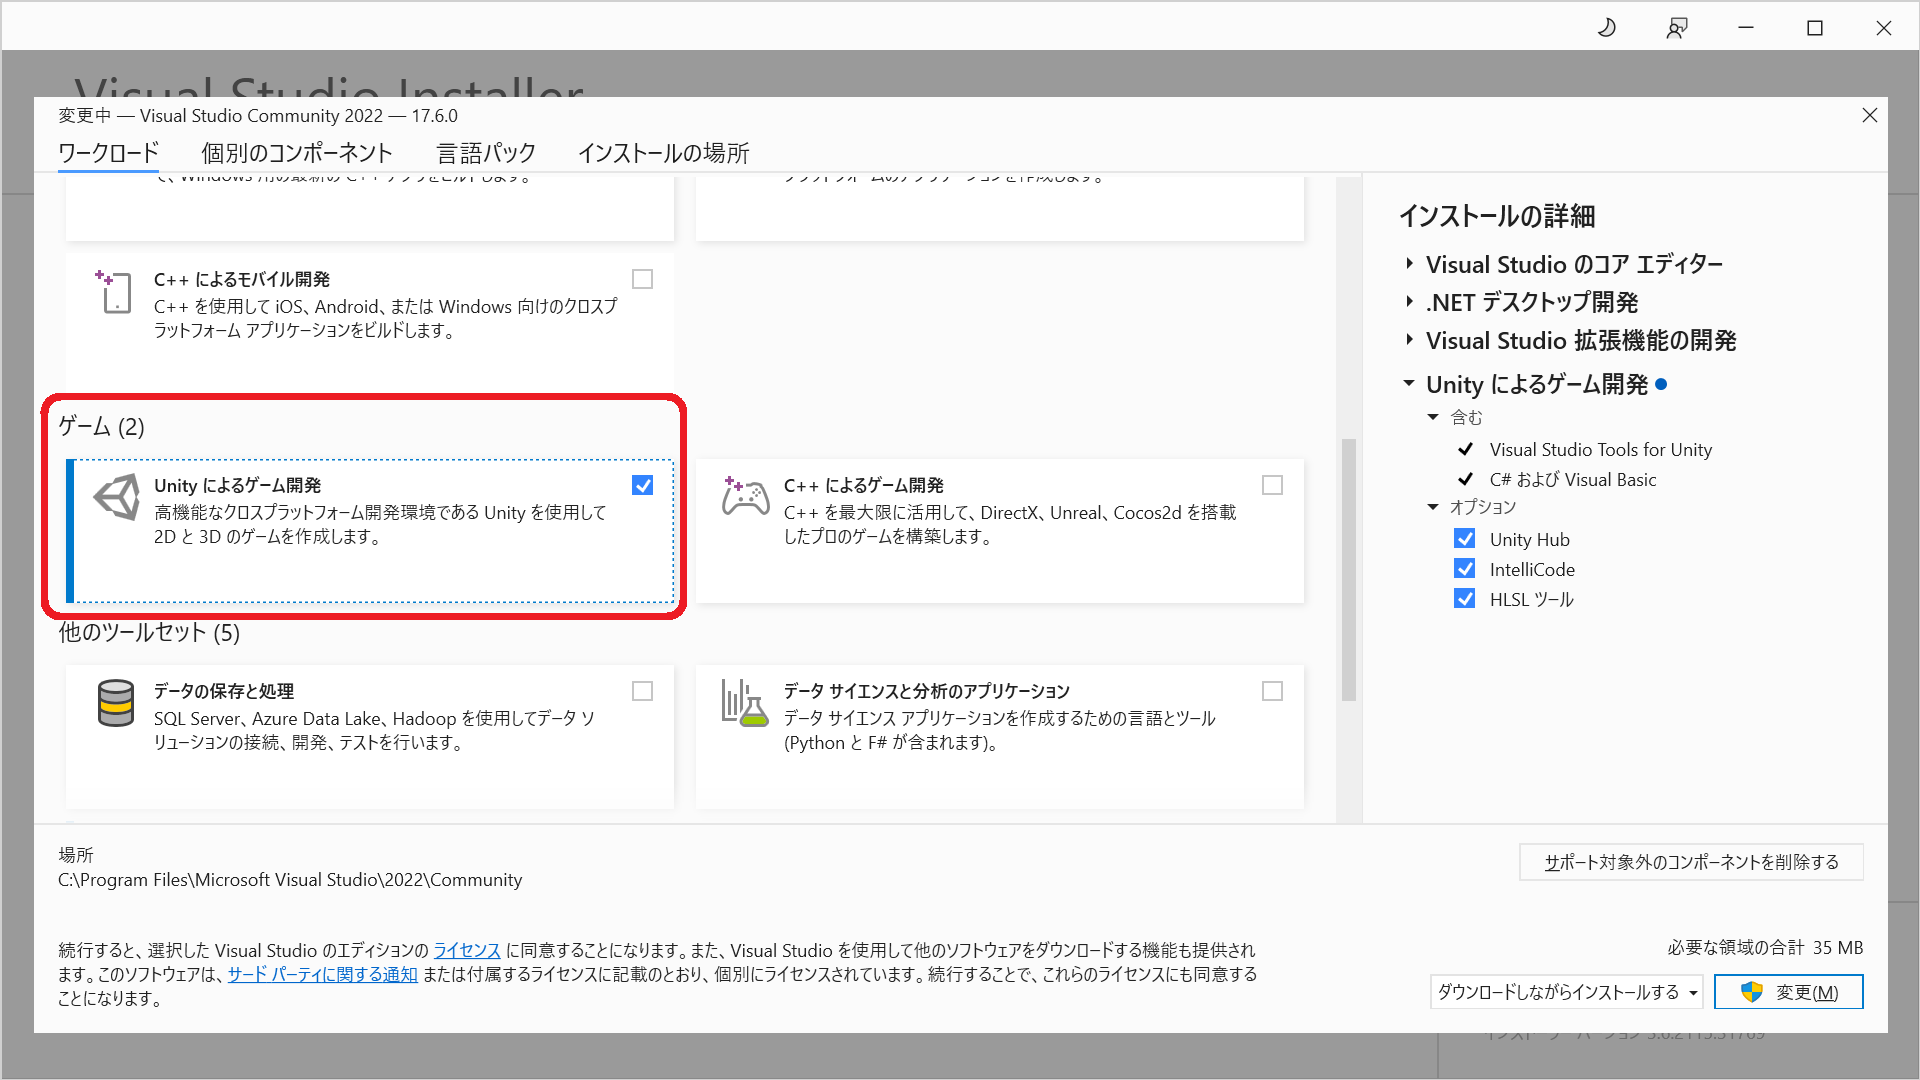 Visual Studio Installer
変更中 — Visual Studio Community 2022 — 17.6.0
ワークロード 個別のコンポーネント 言語パック インストールの場所
で、Windows 用の最新の C++ アプリをビルドします。
C++ によるモバイル開発
C++ を使用して iOS、Android、または Windows 向けのクロスプ
ラットフォーム アプリケーションをビルドします。
ゲーム (2)
Unity によるゲーム開発
高機能なクロスプラットフォーム開発環境である Unity を使用して
2D と 3D のゲームを作成します。
C++ によるゲーム開発
C++ を最大限に活用して、DirectX、Unreal、Cocos2d を搭載
したプロのゲームを構築します。
他のツールセット (5)
データの保存と処理
SQL Server、Azure Data Lake、Hadoop を使用してデータ ソ
リューションの接続、開発、テストを行います。
データ サイエンスと分析のアプリケーション
データ サイエンス アプリケーションを作成するための言語とツール
(Python と F# が含まれます)。
インストールの詳細
Visual Studio のコア エディター
.NET デスクトップ開発
Visual Studio 拡張機能の開発
Unity によるゲーム開発
含む
Visual Studio Tools for Unity
C# および Visual Basic
オプション
Unity Hub
IntelliCode
HLSL ツール
場所
C:\Program Files\Microsoft Visual Studio\2022\Community
サポート対象外のコンポーネントを削除する
続行すると、選択した Visual Studio のエディションの ライセンス に同意することになります。また、Visual Studio を使用して他のソフトウェアをダウンロードする機能も提供され
ます。このソフトウェアは、サード パーティに関する通知 または付属するライセンスに記載のとおり、個別にライセンスされています。続行することで、これらのライセンスにも同意する
ことになります。
必要な領域の合計 35 MB
ダウンロードしながらインストールする
変更(M)